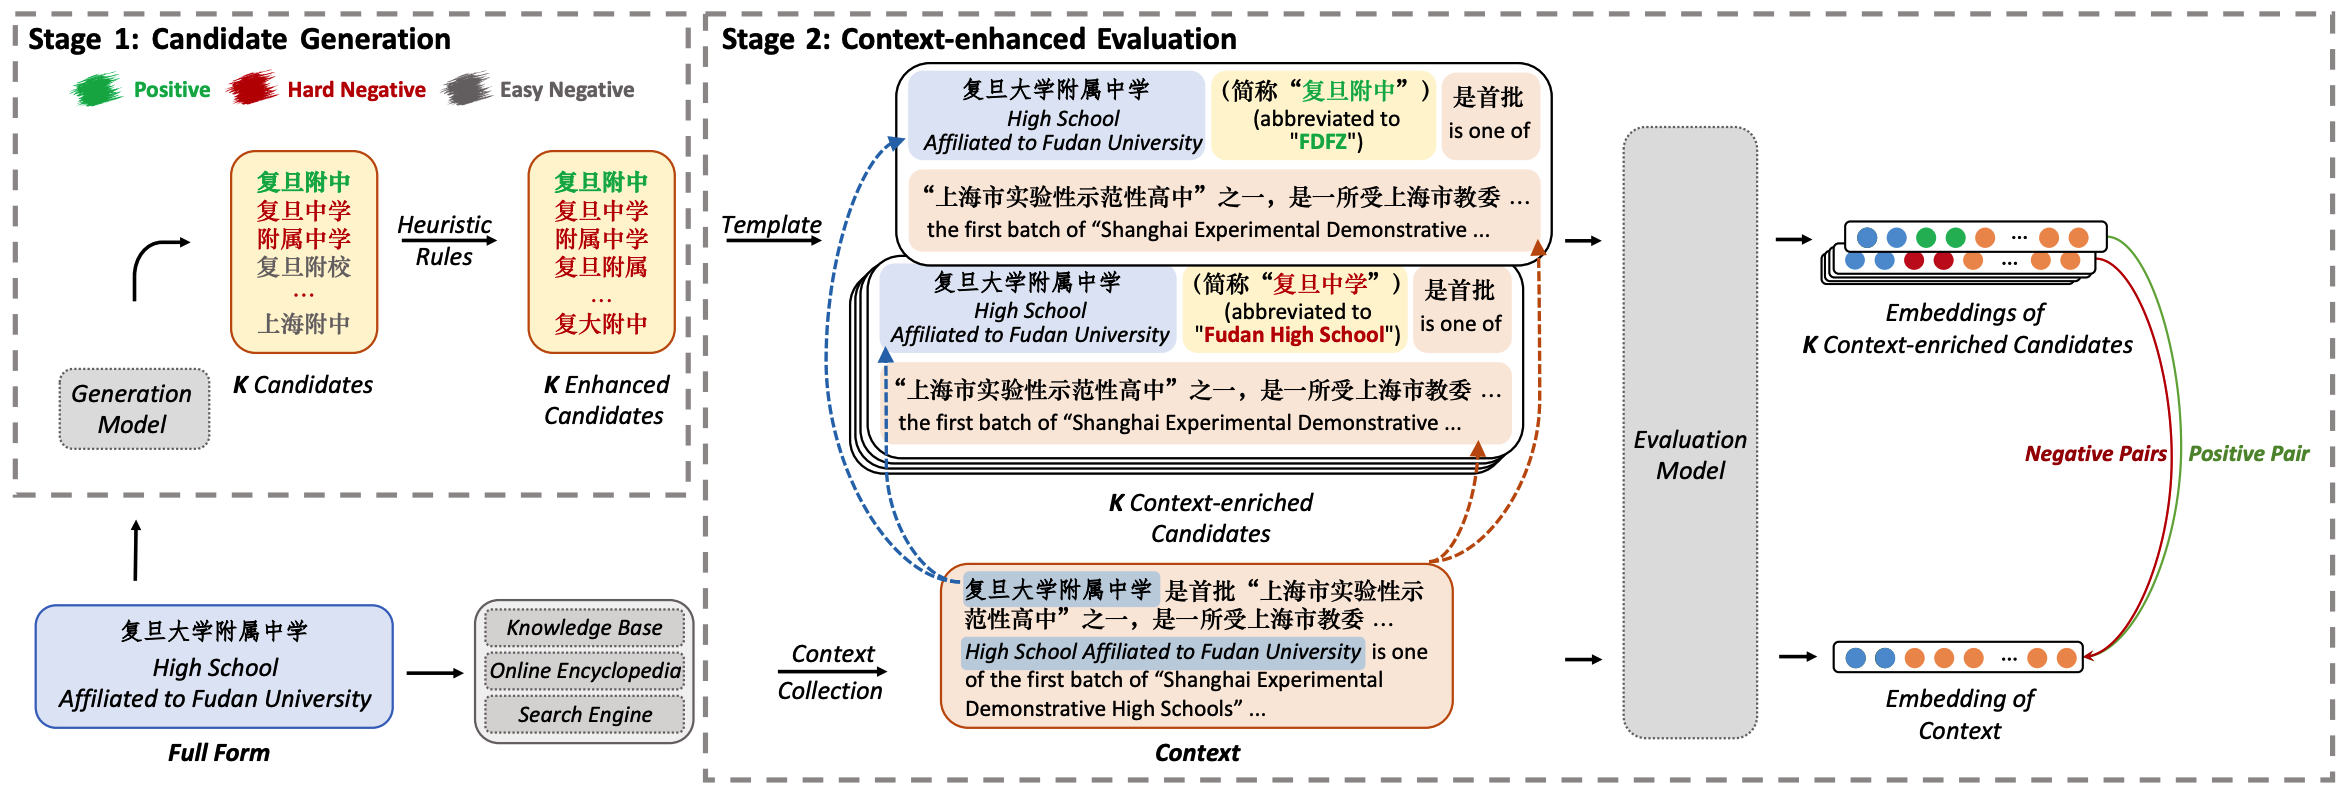 Stage 1: Candidate Generation
Positive
Hard Negative
Easy Negative
复旦附中
复旦中学
附属中学
复旦附校
...
上海附中
K Candidates
Heuristic
Rules
复旦附中
复旦中学
附属中学
复旦附属
...
复大附中
K Enhanced
Candidates
Generation
Model
复旦大学附属中学
High School
Affiliated to Fudan University
Full Form
Knowledge Base
Online Encyclopedia
Search Engine
Stage 2: Context-enhanced Evaluation
Template
复旦大学附属中学
High School
Affiliated to Fudan University
(简称“复旦附中”)
(abbreviated to
"FDFZ")
是首批
is one of
“上海市实验性示范性高中”之一，是一所受上海市教委 ...
the first batch of “Shanghai Experimental Demonstrative ...
复旦大学附属中学
High School
Affiliated to Fudan University
(简称“复旦中学”)
(abbreviated to
"Fudan High School")
是首批
is one of
“上海市实验性示范性高中”之一，是一所受上海市教委 ...
the first batch of “Shanghai Experimental Demonstrative ...
K Context-enriched
Candidates
Context
Collection
复旦大学附属中学 是首批“上海市实验性示
范性高中”之一，是一所受上海市教委 ...
High School Affiliated to Fudan University is one
of the first batch of “Shanghai Experimental
Demonstrative High Schools” ...
Context
Evaluation
Model
...
...
Embeddings of
K Context-enriched Candidates
Negative Pairs
Positive Pair
...
Embedding of
Context